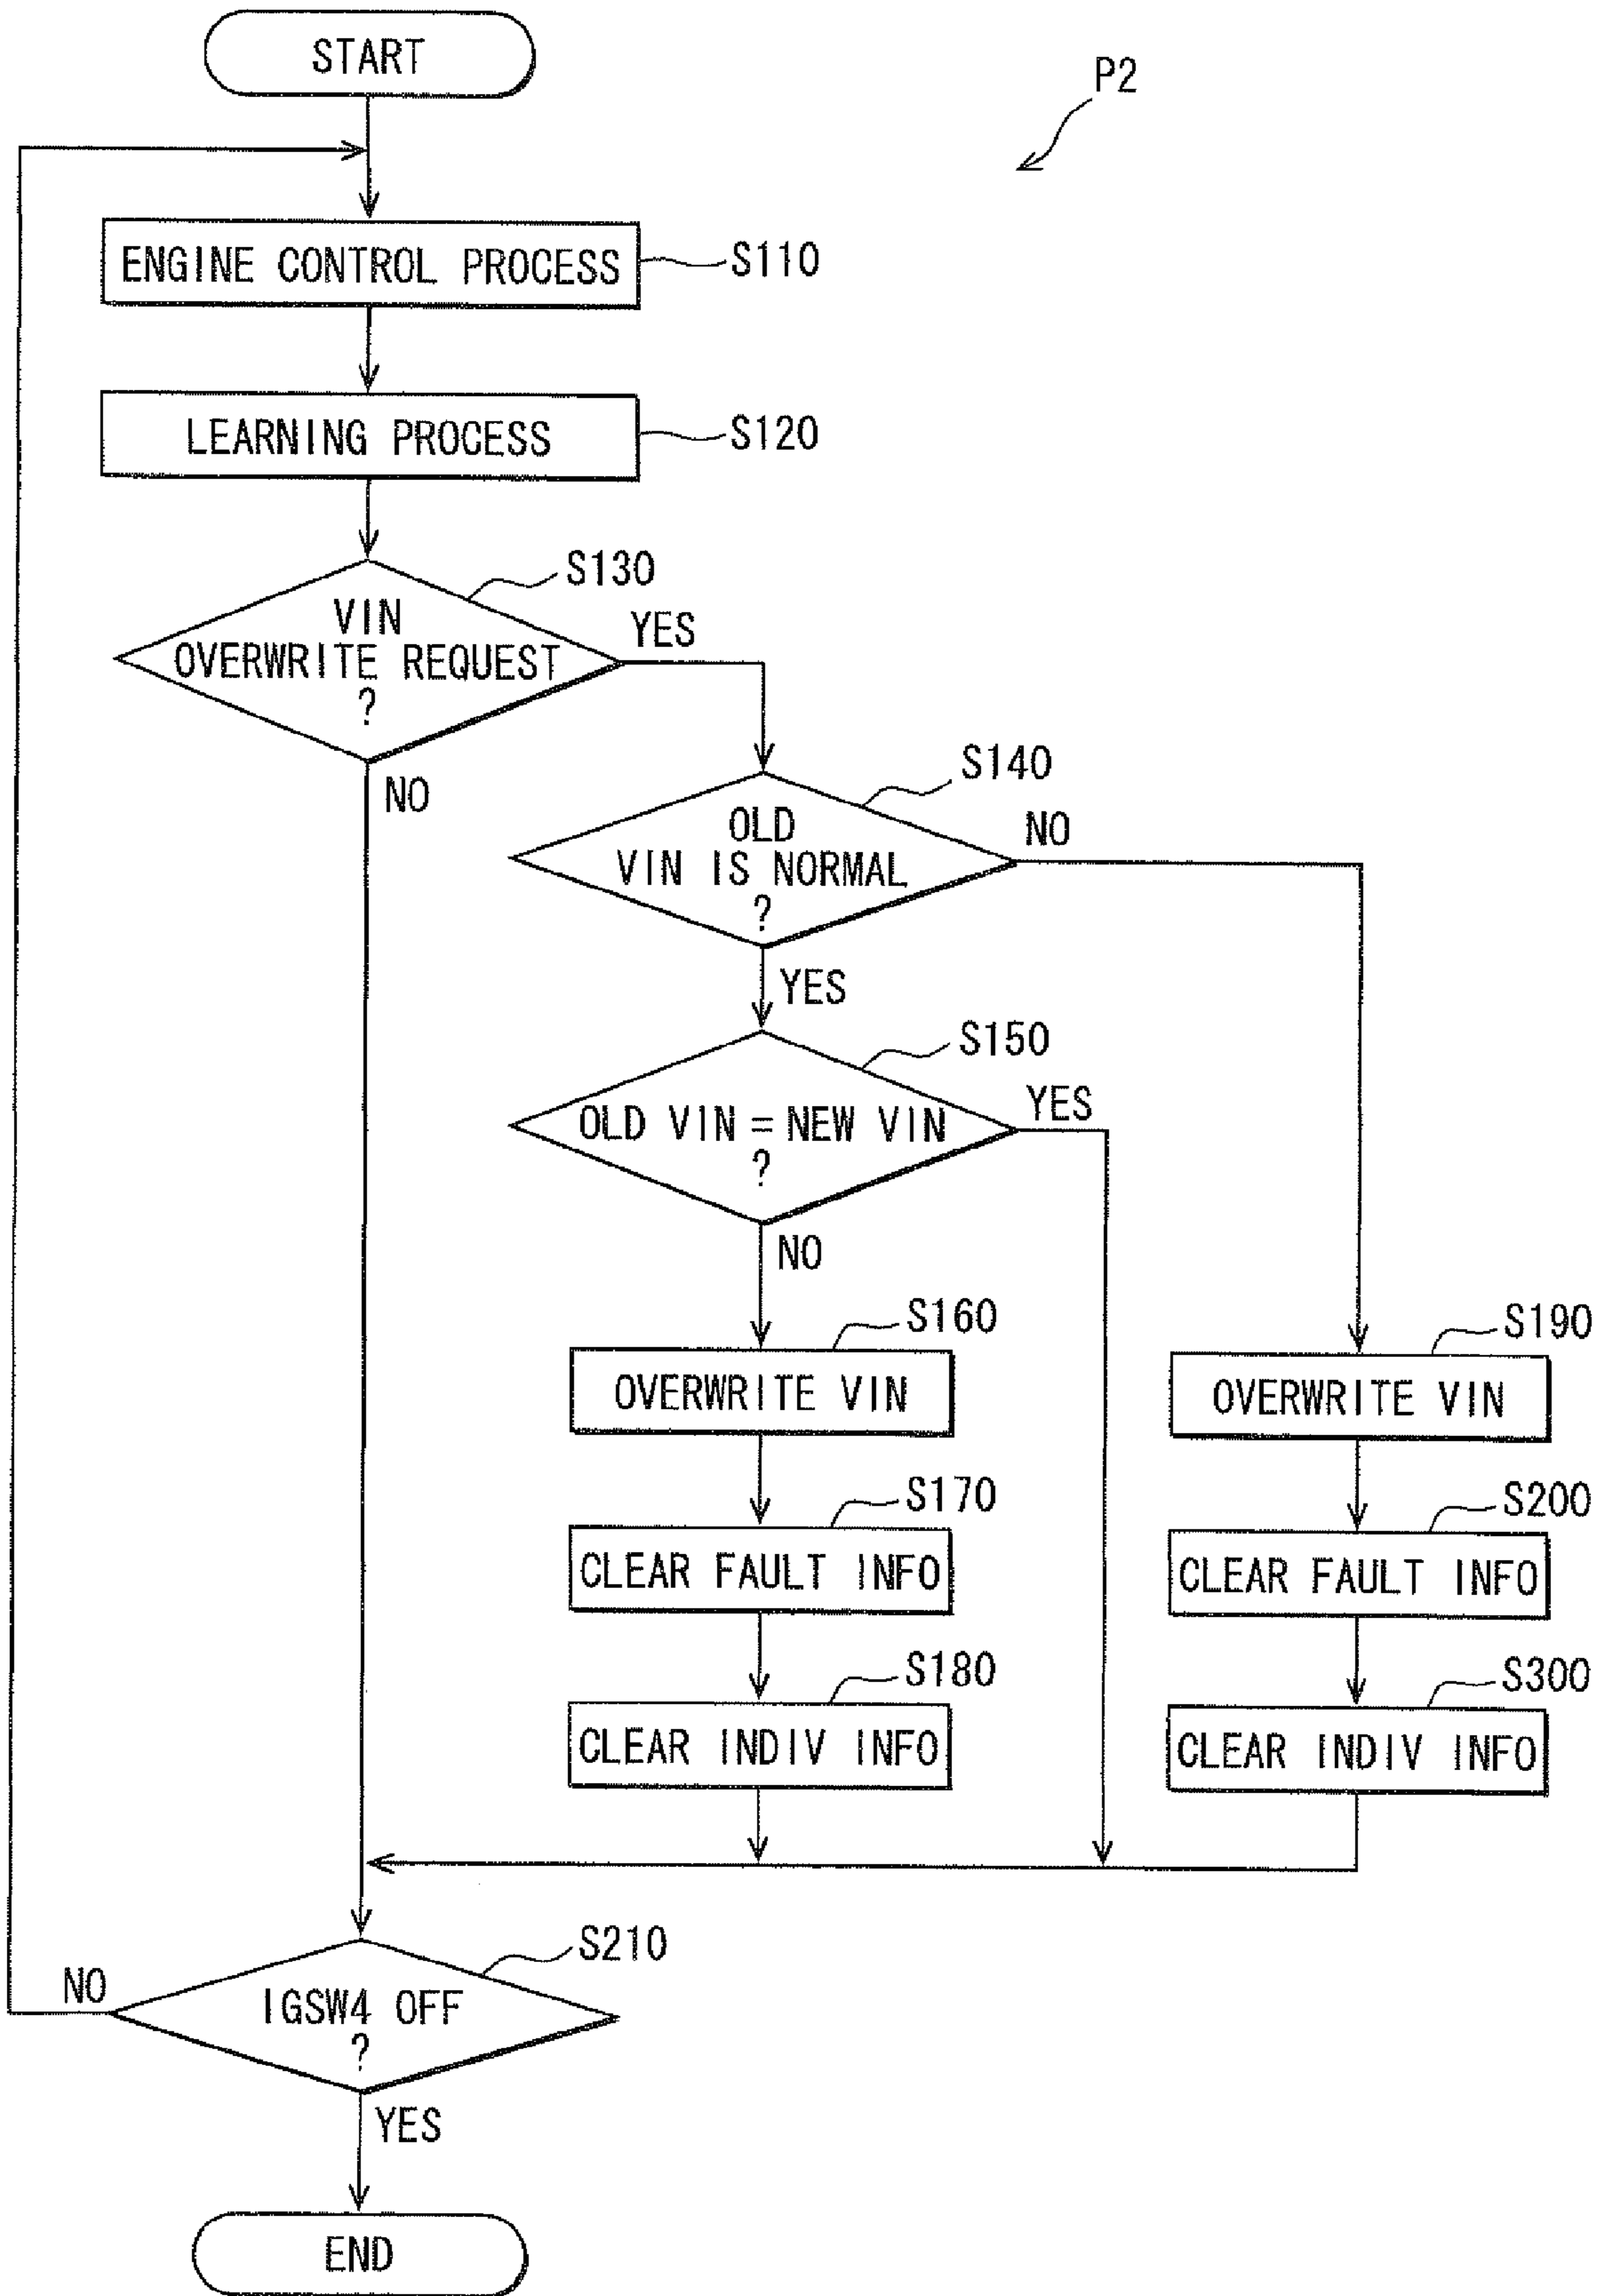 START
P2
ENGINE CONTROL PROCESS
S110
LEARNING PROCESS
S120
S130
VIN
OVERWRITE REQUEST
?
YES
NO
S140
OLD
VIN IS NORMAL
?
NO
YES
S150
OLD VIN = NEW VIN
?
YES
NO
S160
OVERWRITE VIN
S190
OVERWRITE VIN
S170
CLEAR FAULT INFO
S200
CLEAR FAULT INFO
S180
CLEAR INDIV INFO
S300
CLEAR INDIV INFO
S210
IGSW4 OFF
?
NO
YES
END